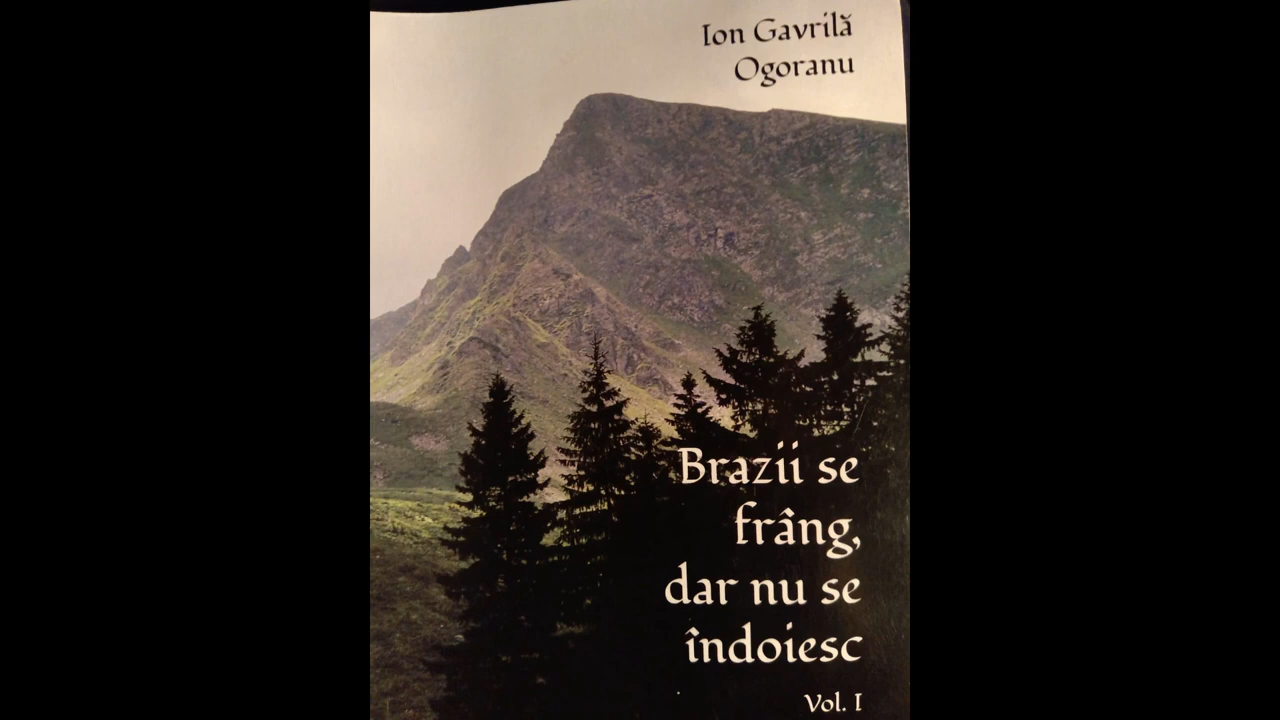 Ion Gavrilă
Ogoranu
Brazii se
frâng,
dar nu se
îndoiesc
Vol. I